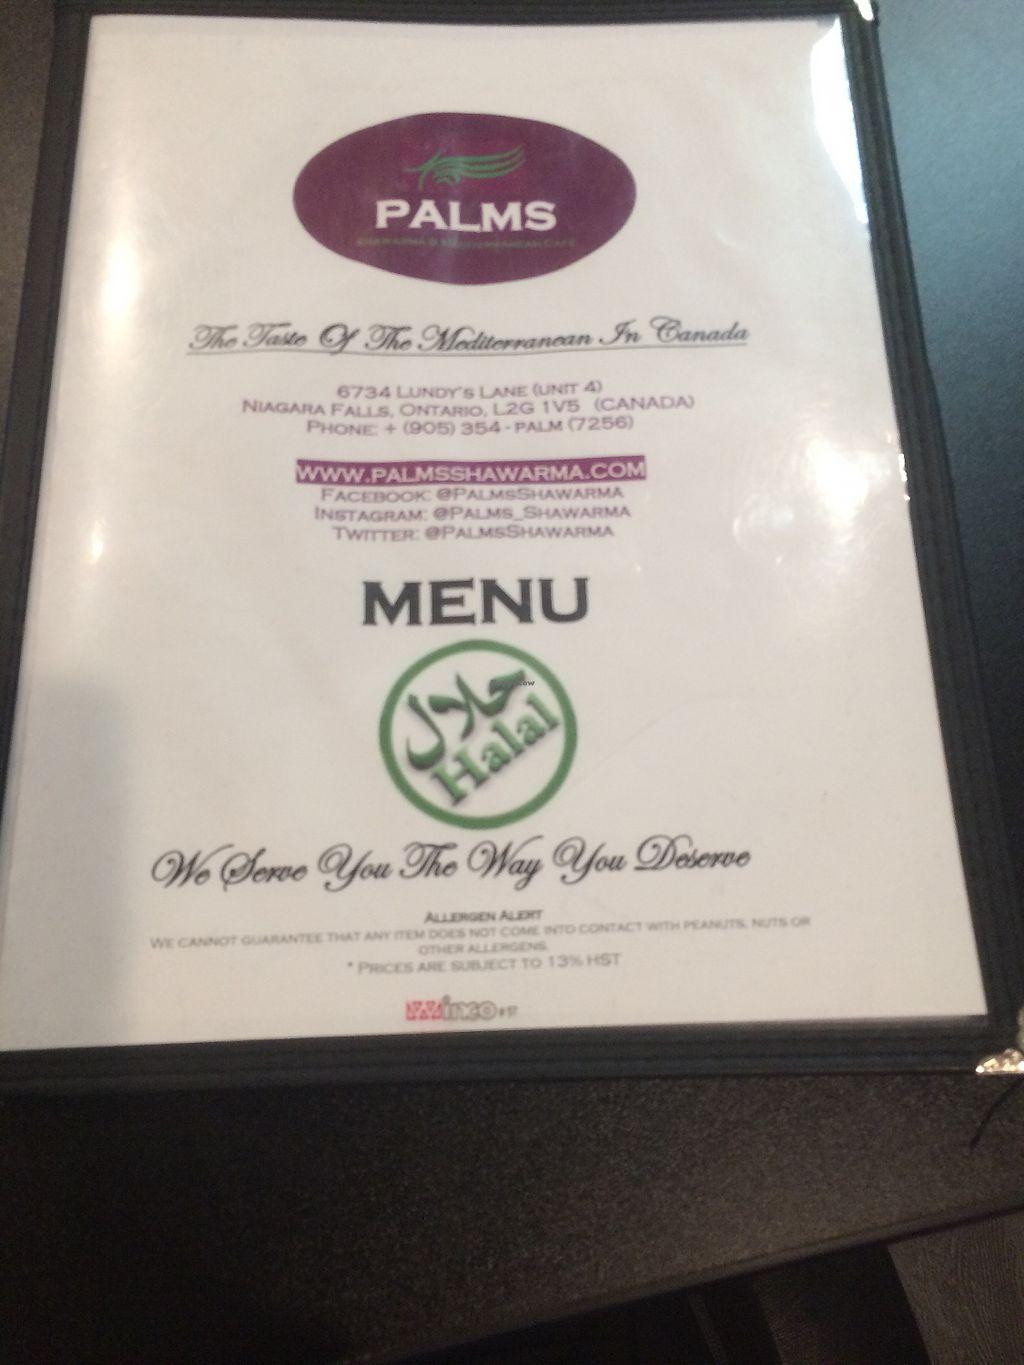 PALMS
SHAWARMA & MEDITERRANEAN CAFE
The Taste Of The Mediterranean In Canada
6734 LUNDY'S LANE (UNIT 4)
NIAGARA FALLS, ONTARIO, L2G 1V5 (CANADA)
PHONE: + (905) 354 - PALM (7256)
WWW.PALMSSHAWARMA.COM
FACEBOOK: @PALMSSHAWARMA
INSTAGRAM: @PALMS_SHAWARMA
TWITTER: @PALMSSHAWARMA
MENU
حلال
Halal
We Serve You The Way You Deserve
ALLERGEN ALERT
WE CANNOT GUARANTEE THAT ANY ITEM DOES NOT COME INTO CONTACT WITH PEANUTS, NUTS OR
OTHER ALLERGENS.
* PRICES ARE SUBJECT TO 13% HST
Winco